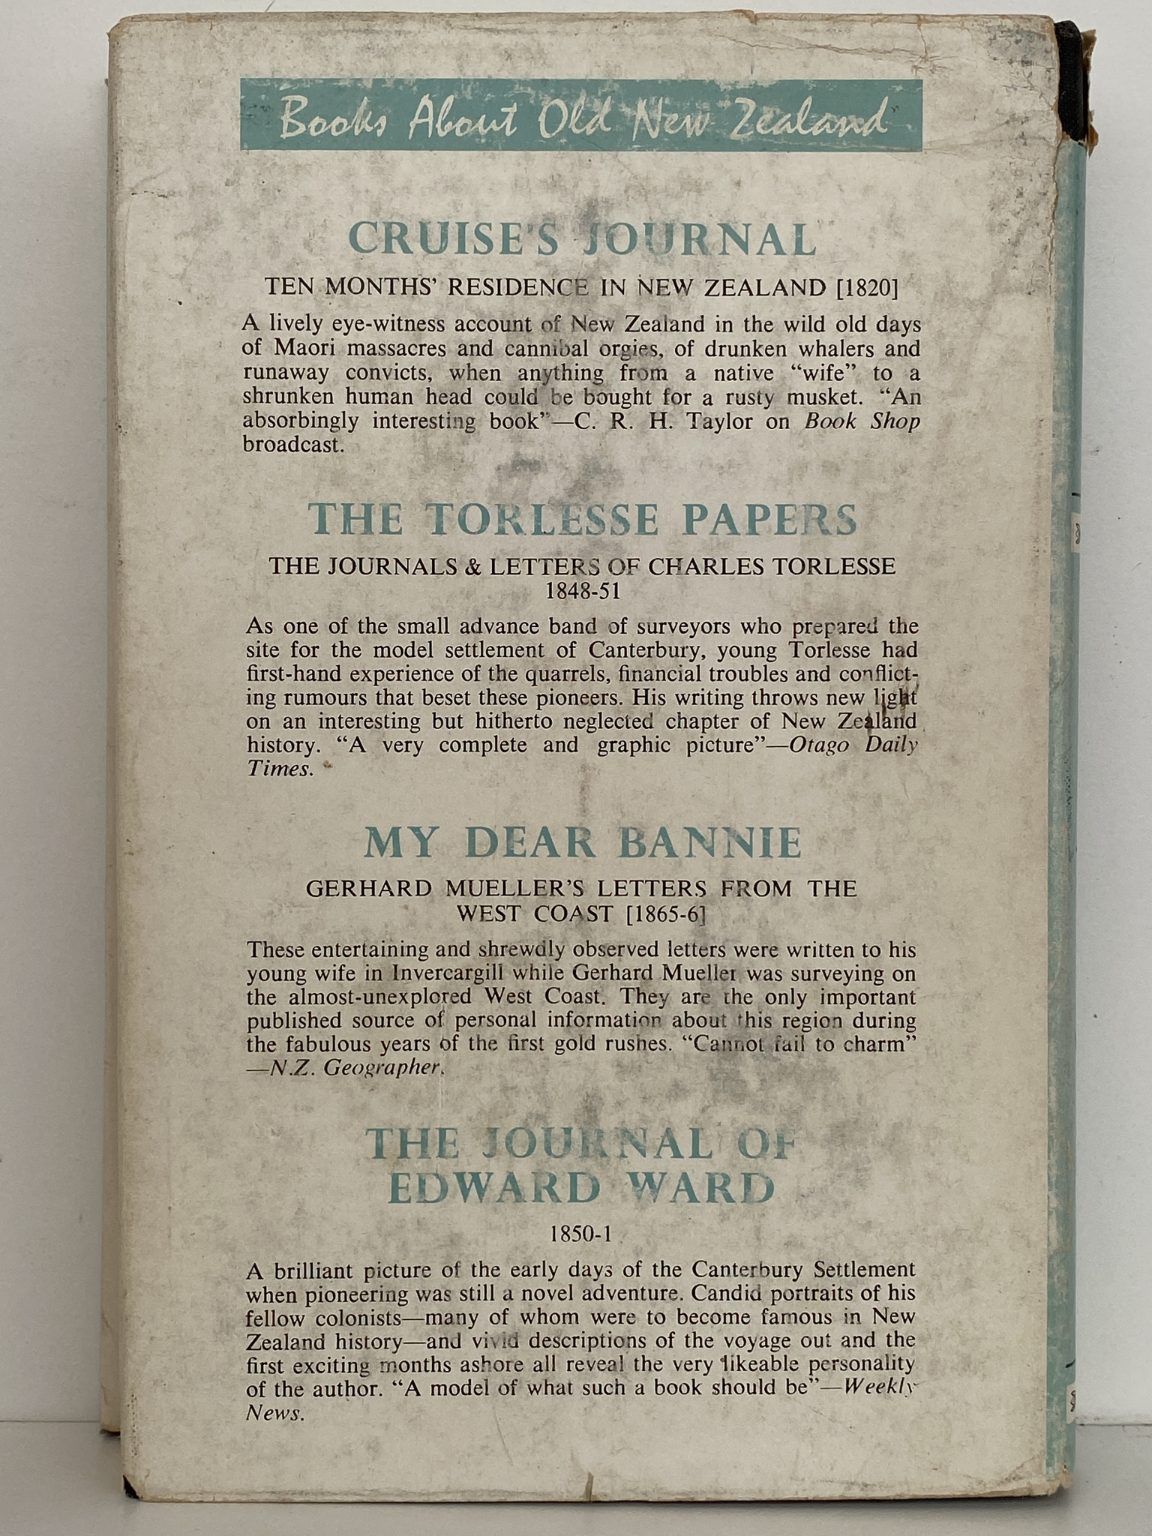 Books About Old New Zealand
CRUISE'S JOURNAL
TEN MONTHS' RESIDENCE IN NEW ZEALAND [1820]
A lively eye-witness account of New Zealand in the wild old days
of Maori massacres and cannibal orgies, of drunken whalers and
runaway convicts, when anything from a native “wife” to a
shrunken human head could be bought for a rusty musket. “An
absorbingly interesting book”—C. R. H. Taylor on Book Shop
broadcast.
THE TORLESSE PAPERS
THE JOURNALS & LETTERS OF CHARLES TORLESSE
1848-51
As one of the small advance band of surveyors who prepared the
site for the model settlement of Canterbury, young Torlesse had
first-hand experience of the quarrels, financial troubles and conflict-
ing rumours that beset these pioneers. His writing throws new light
on an interesting but hitherto neglected chapter of New Zealand
history. “A very complete and graphic picture”—Otago Daily
Times.
MY DEAR BANNIE
GERHARD MUELLER'S LETTERS FROM THE
WEST COAST [1865-6]
These entertaining and shrewdly observed letters were written to his
young wife in Invercargill while Gerhard Mueller was surveying on
the almost-unexplored West Coast. They are the only important
published source of personal information about this region during
the fabulous years of the first gold rushes. “Cannot fail to charm”
—N.Z. Geographer.
THE JOURNAL OF
EDWARD WARD
1850-1
A brilliant picture of the early days of the Canterbury Settlement
when pioneering was still a novel adventure. Candid portraits of his
fellow colonists—many of whom were to become famous in New
Zealand history—and vivid descriptions of the voyage out and the
first exciting months ashore all reveal the very likeable personality
of the author. “A model of what such a book should be”—Weekly
News.